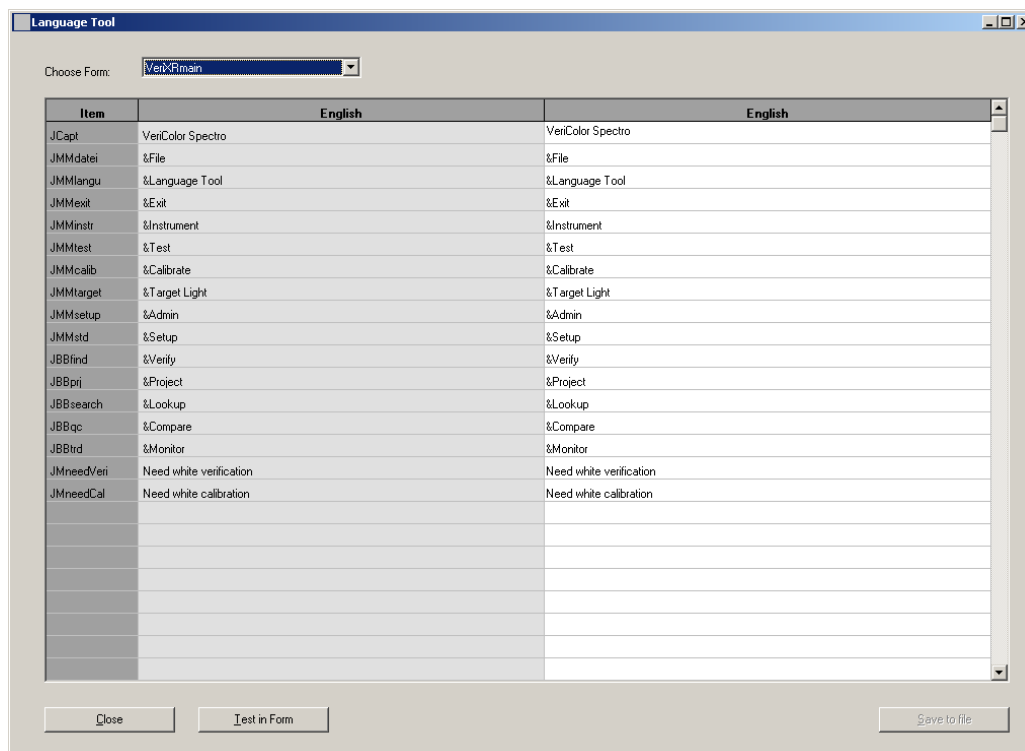 Language Tool
Choose Form: VeriXRmain
Item English English
JCapt VeriColor Spectro VeriColor Spectro
JMMdatei &File &File
JMMlangu &Language Tool &Language Tool
JMMexit &Exit &Exit
JMMinstr &Instrument &Instrument
JMMtest &Test &Test
JMMcalib &Calibrate &Calibrate
JMMtarget &Target Light &Target Light
JMMsetup &Admin &Admin
JMMstd &Setup &Setup
JBBfind &Verify &Verify
JBBprj &Project &Project
JBBsearch &Lookup &Lookup
JBBqc &Compare &Compare
JBBtrd &Monitor &Monitor
JMneedVeri Need white verification Need white verification
JMneedCal Need white calibration Need white calibration
Close Test in Form Save to file